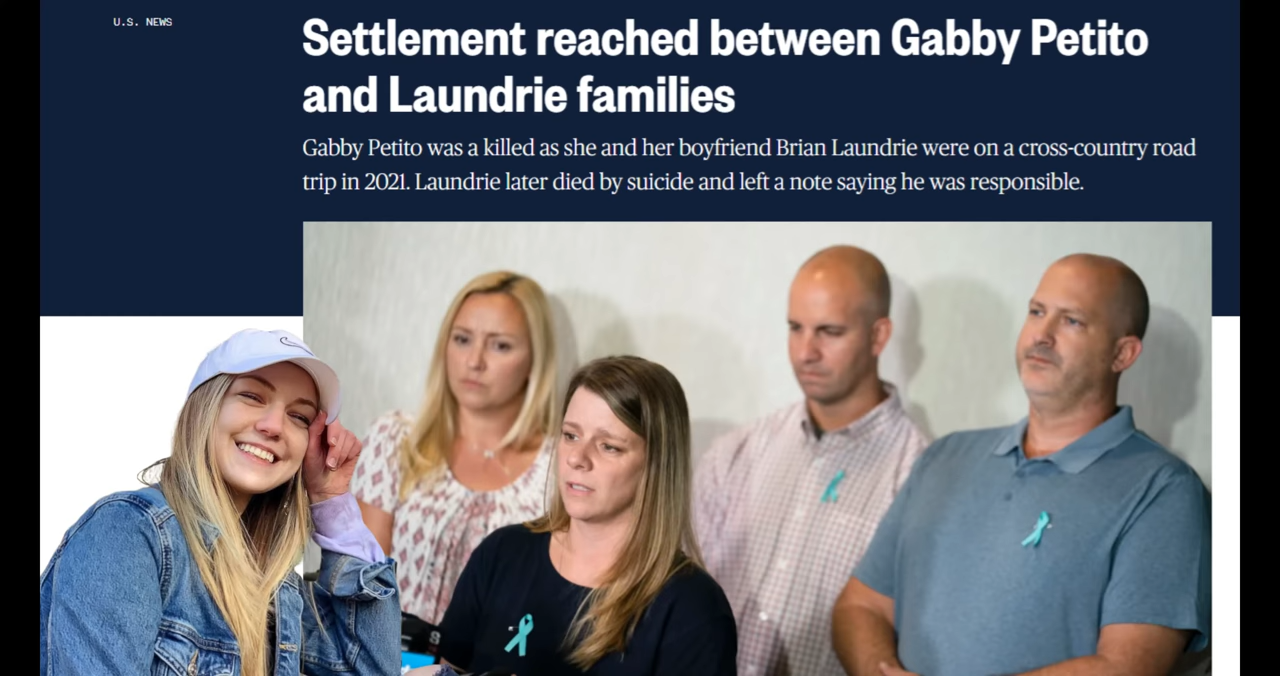 U.S. NEWS
Settlement reached between Gabby Petito
and Laundrie families
Gabby Petito was a killed as she and her boyfriend Brian Laundrie were on a cross-country road
trip in 2021. Laundrie later died by suicide and left a note saying he was responsible.